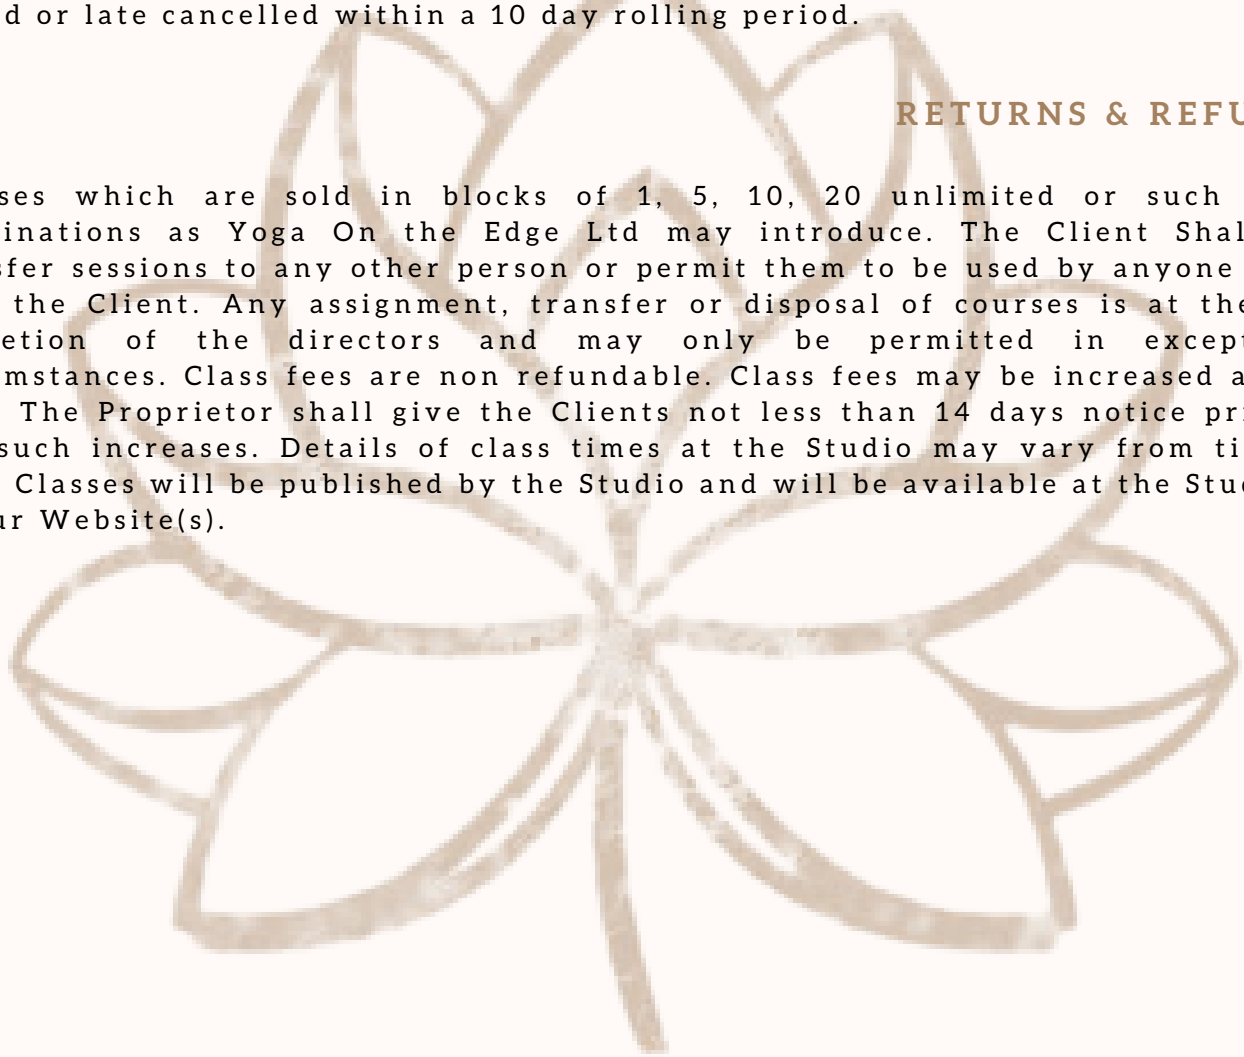 d or late cancelled within a 10 day rolling period.
RETURNS & REFU
ses which are sold in blocks of 1, 5, 10, 20 unlimited or such
inations as Yoga On the Edge Ltd may introduce. The Client Shal
sfer sessions to any other person or permit them to be used by anyone
the Client. Any assignment, transfer or disposal of courses is at the
etion of the directors and may only be permitted in except
mstances. Class fees are non refundable. Class fees may be increased a
The Proprietor shall give the Clients not less than 14 days notice pri
such increases. Details of class times at the Studio may vary from ti
Classes will be published by the Studio and will be available at the Stud
ur Website(s).